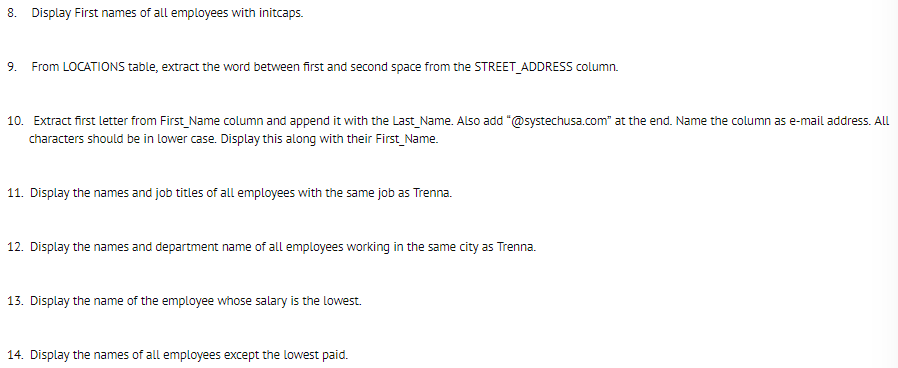 8. Display First names of all employees with initcaps.
9. From LOCATIONS table, extract the word between first and second space from the STREET_ADDRESS column.
10. Extract first letter from First_Name column and append it with the Last_Name. Also add “@systechusa.com” at the end. Name the column as e-mail address. All
characters should be in lower case. Display this along with their First_Name.
11. Display the names and job titles of all employees with the same job as Trenna.
12. Display the names and department name of all employees working in the same city as Trenna.
13. Display the name of the employee whose salary is the lowest.
14. Display the names of all employees except the lowest paid.